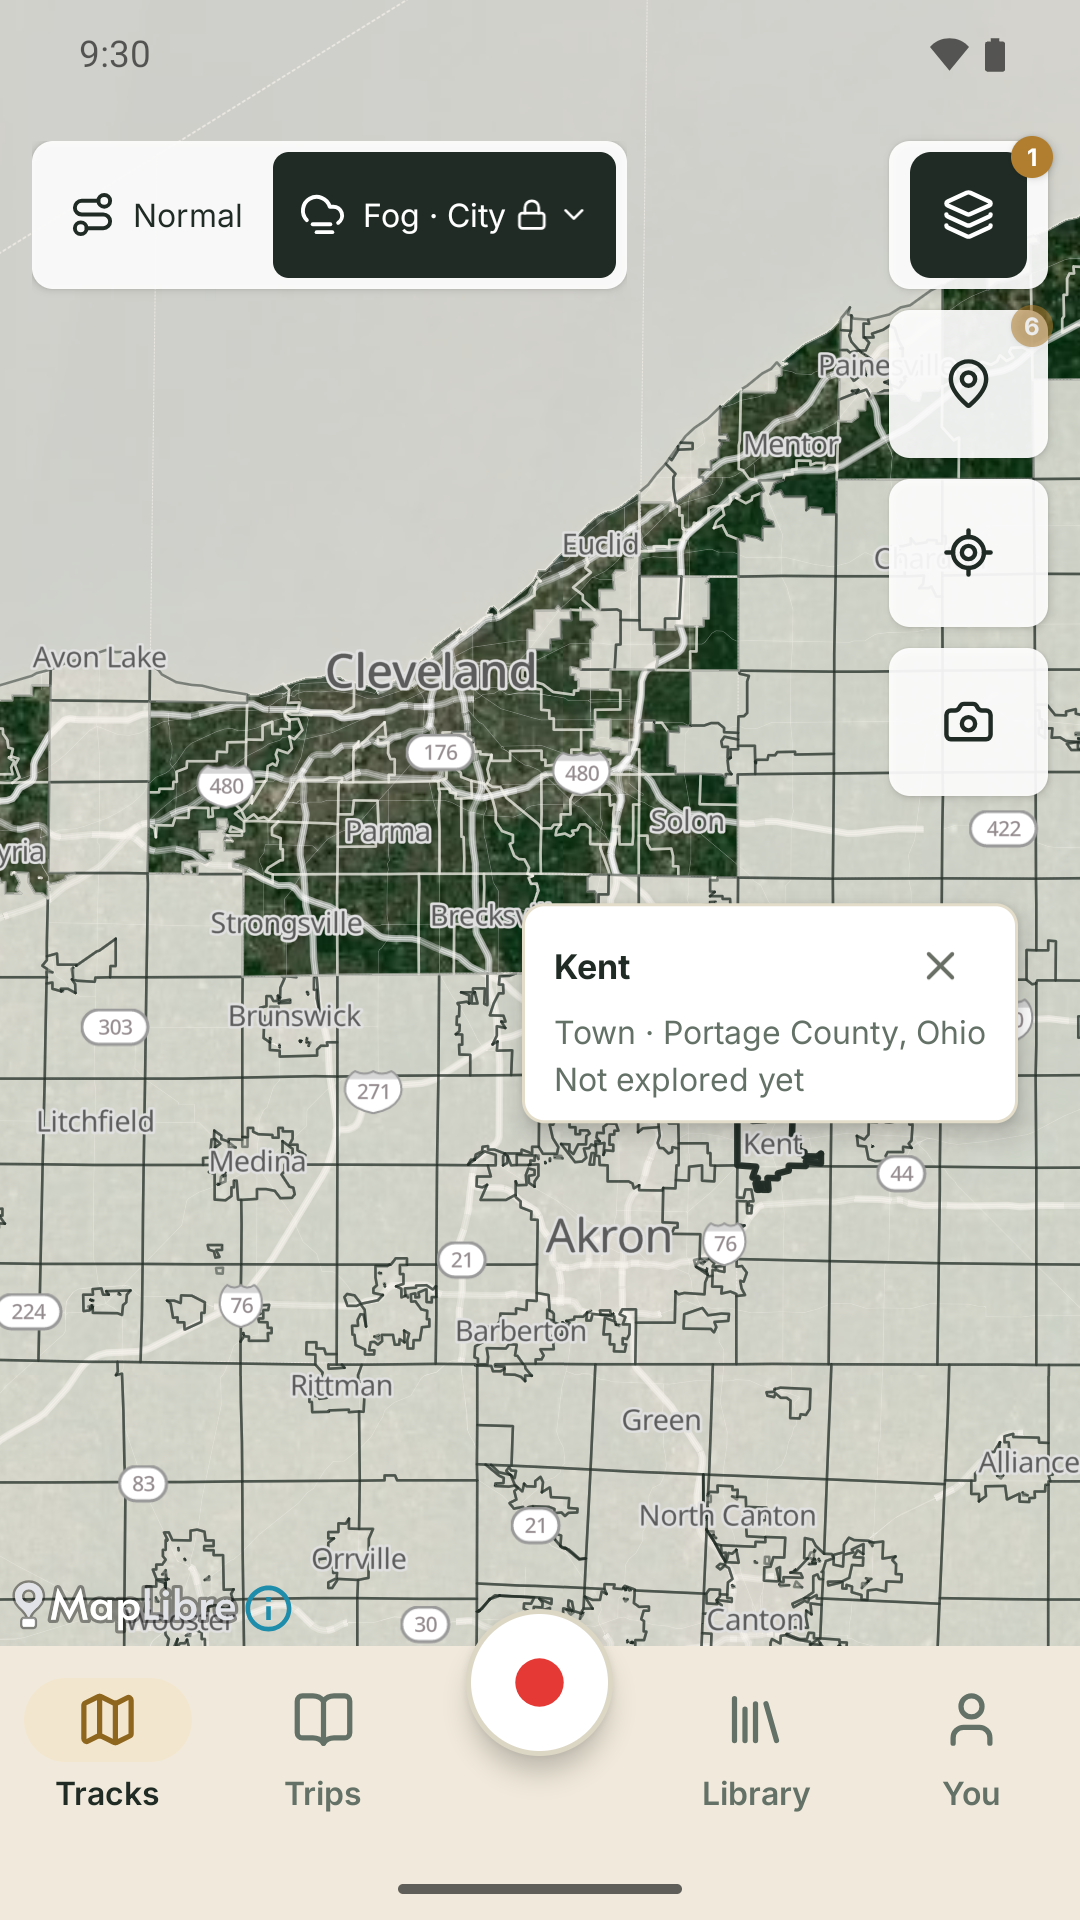 9:30
Normal
Fog · City
1
6
Painesville
Mentor
Euclid
Avon Lake
Cleveland
176
480
480
Parma
Solon
422
yria
Strongsville
Brecksv
Kent
Town · Portage County, Ohio
Not explored yet
Brunswick
303
271
Litchfield
Medina
Kent
44
Akron
76
21
224
76
Barberton
Rittman
Green
Alliance
83
21
North Canton
Orrville
MapLibre
Wooster
30
Canton
Tracks
Trips
Library
You